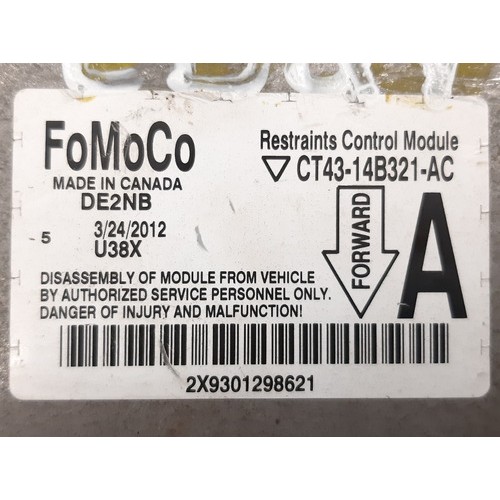 FoMoCo
MADE IN CANADA
DE2NB
5 3/24/2012
U38X
Restraints Control Module
CT43-14B321-AC
FORWARD
A
DISASSEMBLY OF MODULE FROM VEHICLE
BY AUTHORIZED SERVICE PERSONNEL ONLY.
DANGER OF INJURY AND MALFUNCTION!
2X9301298621